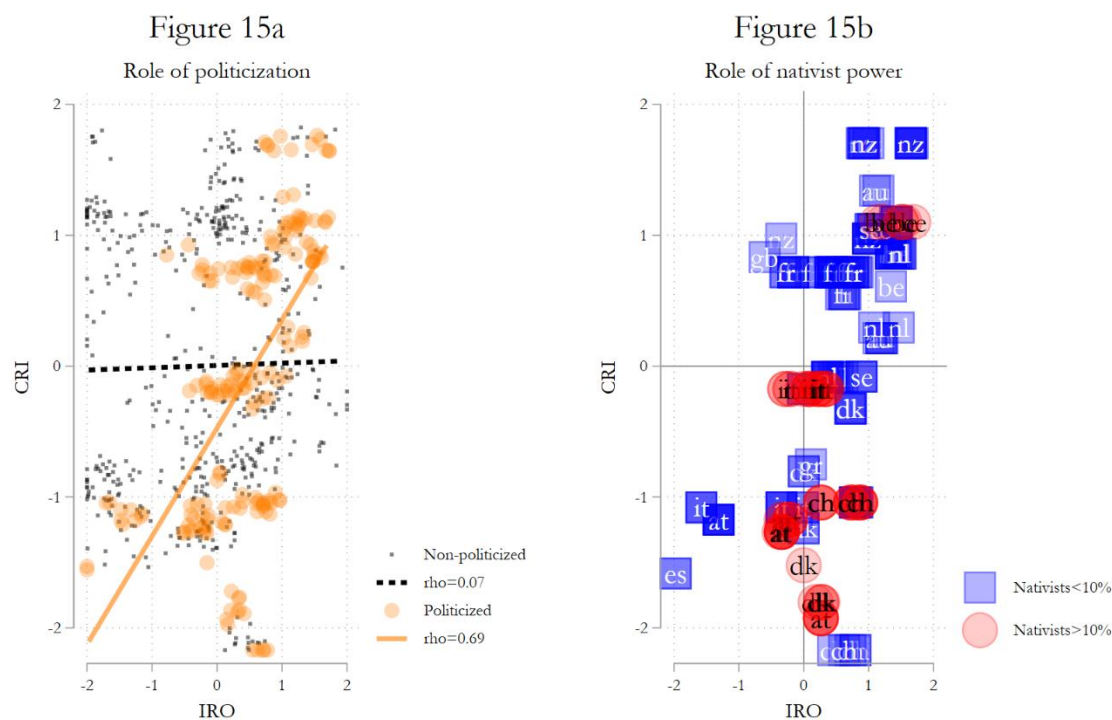 Figure 15a
Role of politicization
2
1
0
-1
-2
CRI
-2 -1 0 1 2
IRO
Non-politicized
rho=0.07
Politicized
rho=0.69
Figure 15b
Role of nativist power
2
1
0
-1
-2
CRI
-2 -1 0 1 2
IRO
nz nz
au
nz
gb
nl
fr fr
be
nl nl
au
se
dk
gr
it
at
ch
at
dk
es
dk
at
Nativists<10%
Nativists>10%